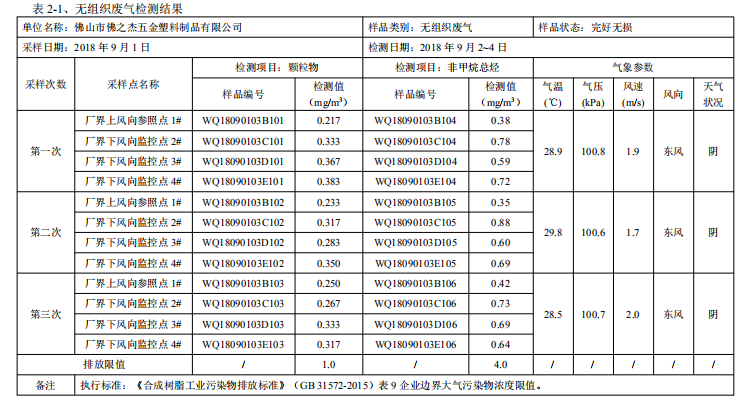 表 2-1、无组织废气检测结果
单位名称：佛山市佛之杰五金塑料制品有限公司 样品类别：无组织废气 样品状态：完好无损
采样日期：2018 年 9 月 1 日 检测日期：2018 年 9 月 2~4 日
采样次数 采样点名称 检测项目：颗粒物 检测项目：非甲烷总烃 气象参数
样品编号 检测值（mg/m³） 样品编号 检测值（mg/m³） 气温（℃） 气压（kPa） 风速（m/s） 风向 天气状况
第一次 厂界上风向参照点 1# WQ18090103B101 0.217 WQ18090103B104 0.38 28.9 100.8 1.9 东风 阴
厂界下风向监控点 2# WQ18090103C101 0.333 WQ18090103C104 0.78
厂界下风向监控点 3# WQ18090103D101 0.367 WQ18090103D104 0.59
厂界下风向监控点 4# WQ18090103E101 0.383 WQ18090103E104 0.72
第二次 厂界上风向参照点 1# WQ18090103B102 0.233 WQ18090103B105 0.35 29.8 100.6 1.7 东风 阴
厂界下风向监控点 2# WQ18090103C102 0.317 WQ18090103C105 0.88
厂界下风向监控点 3# WQ18090103D102 0.283 WQ18090103D105 0.60
厂界下风向监控点 4# WQ18090103E102 0.350 WQ18090103E105 0.69
第三次 厂界上风向参照点 1# WQ18090103B103 0.250 WQ18090103B106 0.42 28.5 100.7 2.0 东风 阴
厂界下风向监控点 2# WQ18090103C103 0.267 WQ18090103C106 0.73
厂界下风向监控点 3# WQ18090103D103 0.333 WQ18090103D106 0.69
厂界下风向监控点 4# WQ18090103E103 0.317 WQ18090103E106 0.64
排放限值 / 1.0 / 4.0 / / / / /
备注 执行标准：《合成树脂工业污染物排放标准》（GB 31572-2015）表 9 企业边界大气污染物浓度限值。